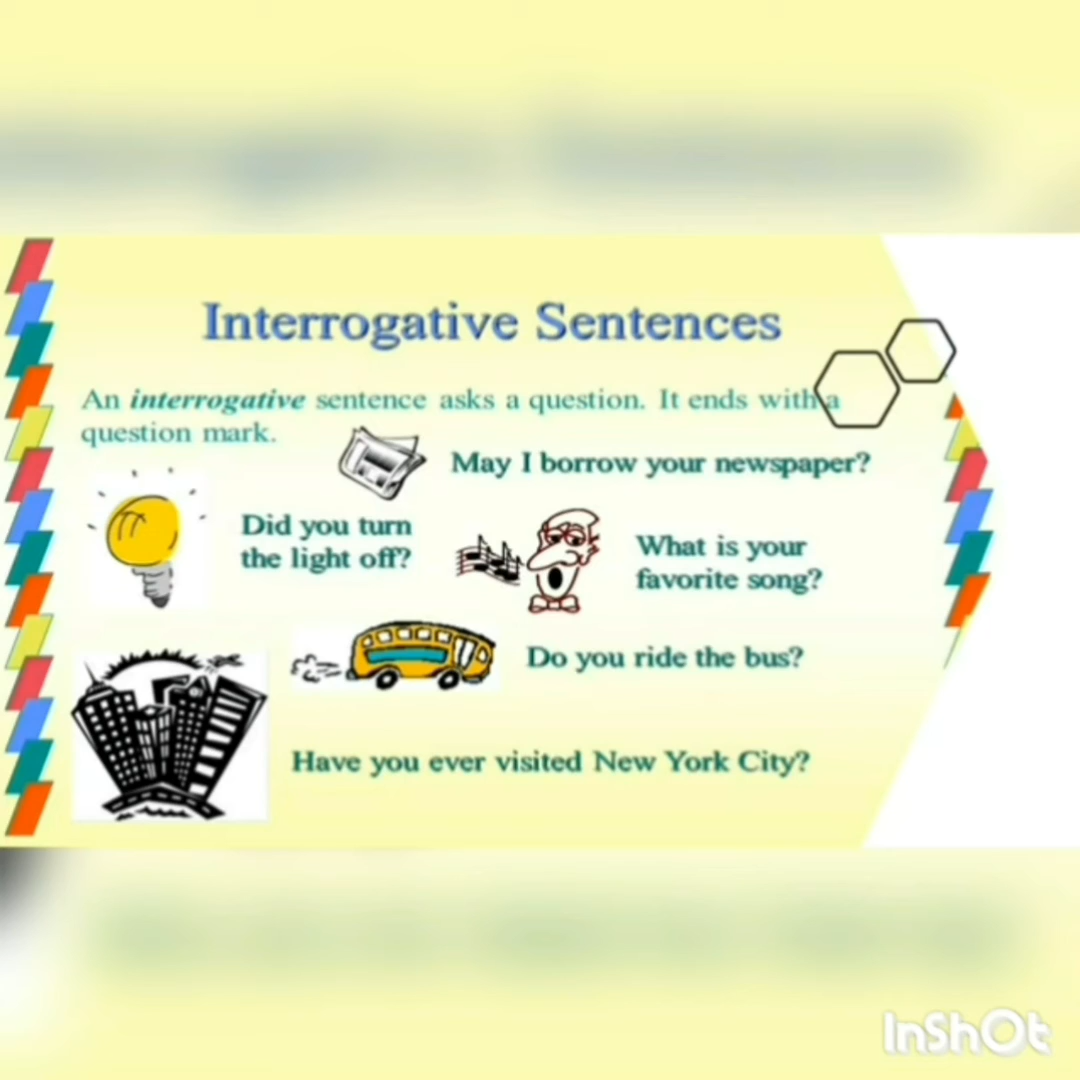 Interrogative Sentences
An interrogative sentence asks a question. It ends with a
question mark.
May I borrow your newspaper?
Did you turn
the light off?
What is your
favorite song?
Do you ride the bus?
Have you ever visited New York City?
InShOt